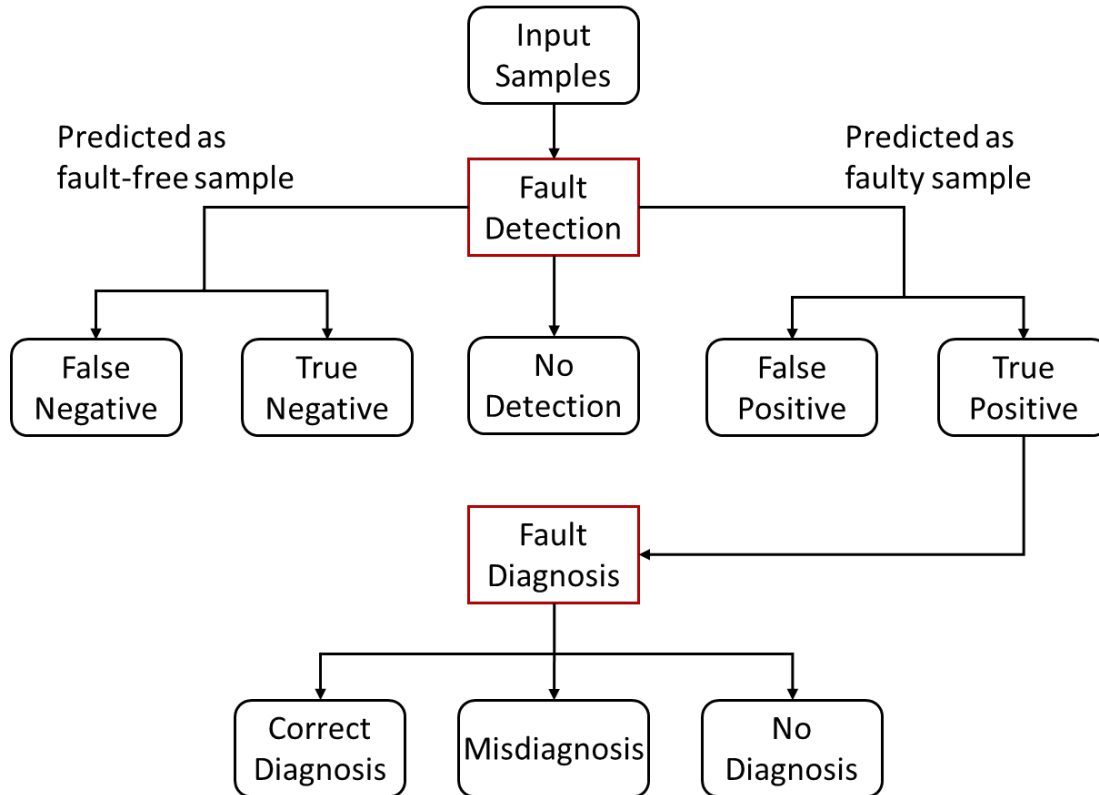 Input
Samples
Predicted as
fault-free sample
Predicted as
faulty sample
Fault
Detection
False
Negative
True
Negative
No
Detection
False
Positive
True
Positive
Fault
Diagnosis
Correct
Diagnosis
Misdiagnosis
No
Diagnosis